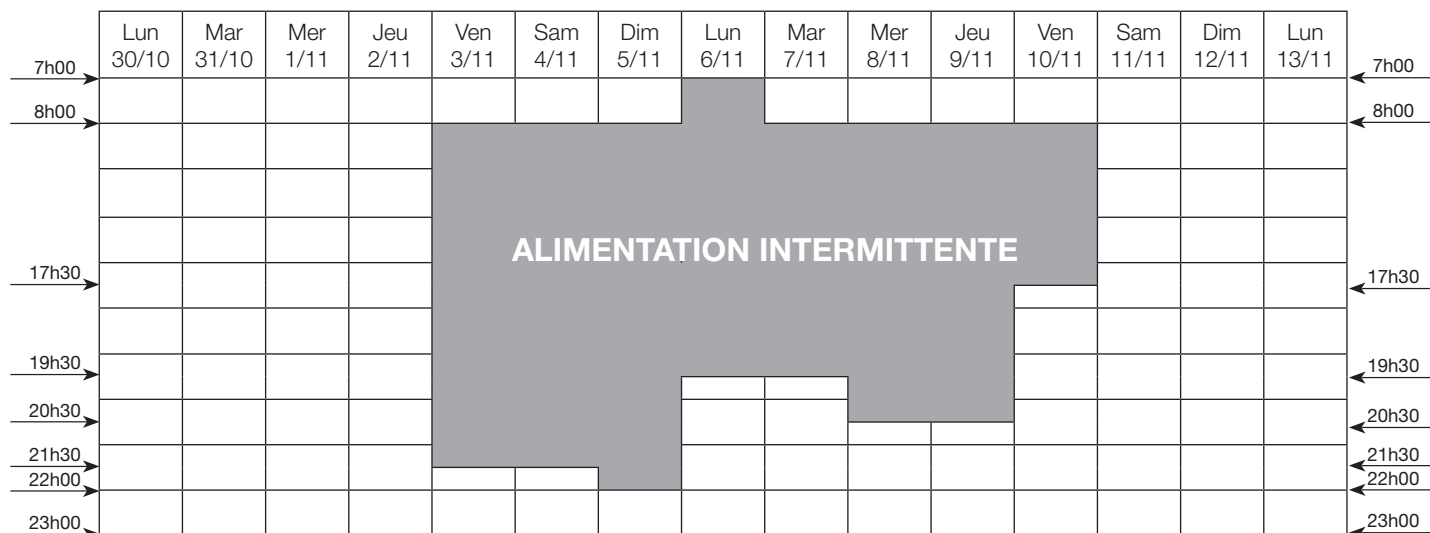 Lun Mar Mer Jeu Ven Sam Dim Lun Mar Mer Jeu Ven Sam Dim Lun
30/10 31/10 1/11 2/11 3/11 4/11 5/11 6/11 7/11 8/11 9/11 10/11 11/11 12/11 13/11
7h00 7h00
8h00 8h00
ALIMENTATION INTERMITTENTE
17h30 17h30
19h30 19h30
20h30 20h30
21h30 21h30
22h00 22h00
23h00 23h00